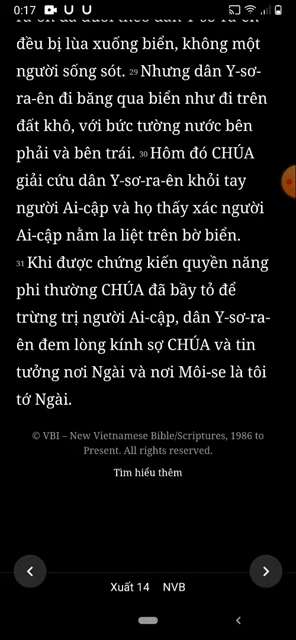 0:17
đều bị lùa xuống biển, không một
người sống sót. 29 Nhưng dân Y-sơ-
ra-ên đi băng qua biển như đi trên
đất khô, với bức tường nước bên
phải và bên trái. 30 Hôm đó CHÚA
giải cứu dân Y-sơ-ra-ên khỏi tay
người Ai-cập và họ thấy xác người
Ai-cập nằm la liệt trên bờ biển.
31 Khi được chứng kiến quyền năng
phi thường CHÚA đã bầy tỏ để
trừng trị người Ai-cập, dân Y-sơ-ra-
ên đem lòng kính sợ CHÚA và tin
tưởng nơi Ngài và nơi Môi-se là tôi
tớ Ngài.
© VBI – New Vietnamese Bible/Scriptures, 1986 to
Present. All rights reserved.
Tìm hiểu thêm
Xuất 14 NVB